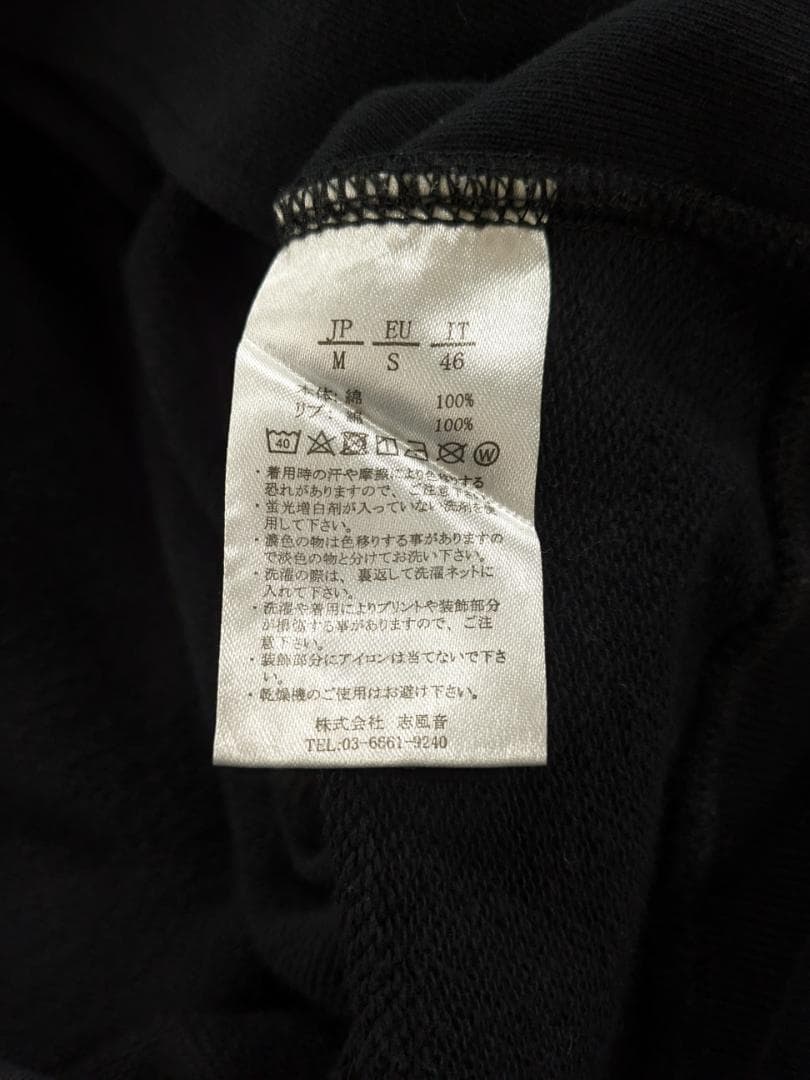 JP EU IT
M S 46
本体: 綿 100%
リブ: 綿 100%
40 W
・着用時の汗や摩擦により色移りする
恐れがありますので、ご注意下さい。
・蛍光増白剤が入っていない洗剤を使
用して下さい。
・濃色の物は色移りする事がありますの
で淡色の物と分けてお洗い下さい。
・洗濯の際は、裏返して洗濯ネットに
入れて下さい。
・洗濯や着用によりプリントや装飾部分
が損傷する事がありますので、ご注
意下さい。
・装飾部分にアイロンは当てないで下さ
い。
・乾燥機のご使用はお避け下さい。
株式会社 志風音
TEL:03-6661-9240